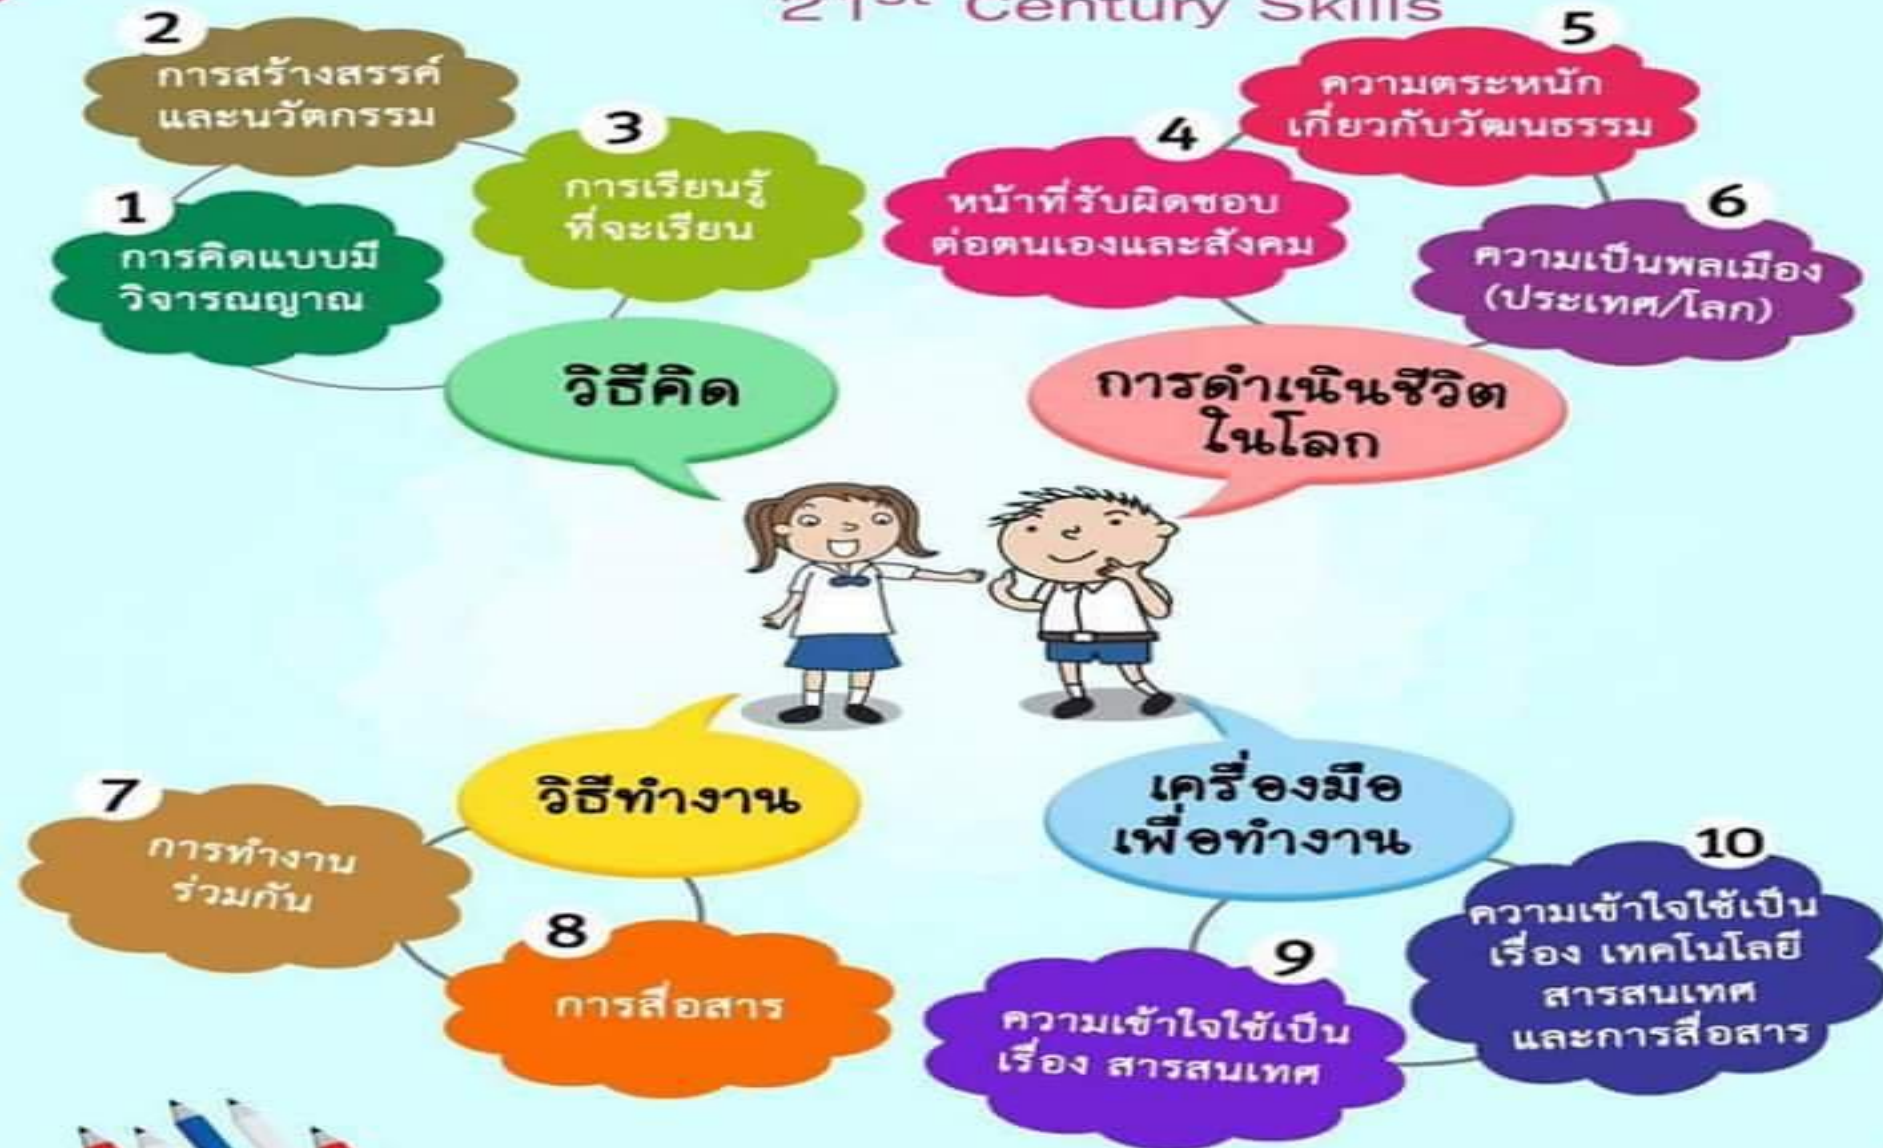 21st Century Skills
2
การสร้างสรรค์
และนวัตกรรม
3
การเรียนรู้
ที่จะเรียน
1
การคิดแบบมี
วิจารณญาณ
วิธีคิด
4
หน้าที่รับผิดชอบ
ต่อตนเองและสังคม
5
ความตระหนัก
เกี่ยวกับวัฒนธรรม
6
ความเป็นพลเมือง
(ประเทศ/โลก)
การดำเนินชีวิต
ในโลก
วิธีทำงาน
7
การทำงาน
ร่วมกัน
8
การสื่อสาร
เครื่องมือ
เพื่อทำงาน
9
ความเข้าใจใช้เป็น
เรื่อง สารสนเทศ
10
ความเข้าใจใช้เป็น
เรื่อง เทคโนโลยี
สารสนเทศ
และการสื่อสาร